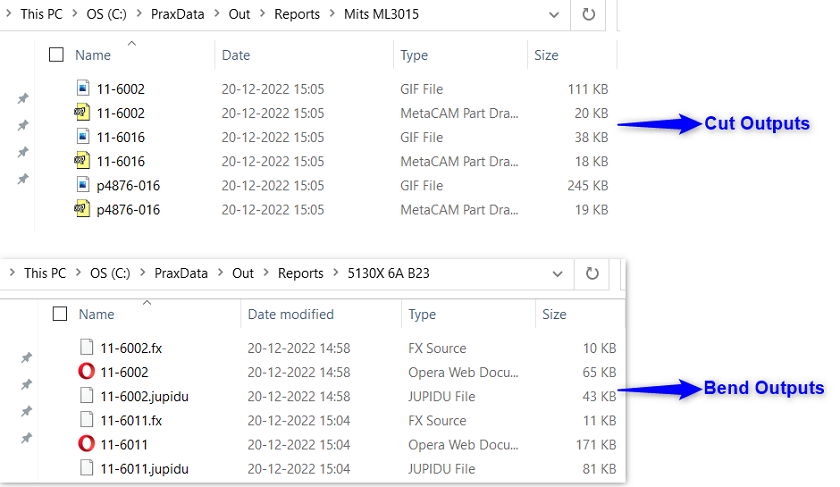 This PC > OS (C:) > PraxData > Out > Reports > Mits ML3015
Name Date Type Size
11-6002 20-12-2022 15:05 GIF File 111 KB
11-6002 20-12-2022 15:05 MetaCAM Part Dra... 20 KB
11-6016 20-12-2022 15:05 GIF File 38 KB
11-6016 20-12-2022 15:05 MetaCAM Part Dra... 18 KB
p4876-016 20-12-2022 15:05 GIF File 245 KB
p4876-016 20-12-2022 15:05 MetaCAM Part Dra... 19 KB
Cut Outputs
This PC > OS (C:) > PraxData > Out > Reports > 5130X 6A B23
Name Date modified Type Size
11-6002.fx 20-12-2022 14:58 FX Source 10 KB
11-6002 20-12-2022 14:58 Opera Web Docu... 65 KB
11-6002.jupidu 20-12-2022 14:58 JUPIDU File 43 KB
11-6011.fx 20-12-2022 15:04 FX Source 11 KB
11-6011 20-12-2022 15:04 Opera Web Docu... 171 KB
11-6011.jupidu 20-12-2022 15:04 JUPIDU File 81 KB
Bend Outputs